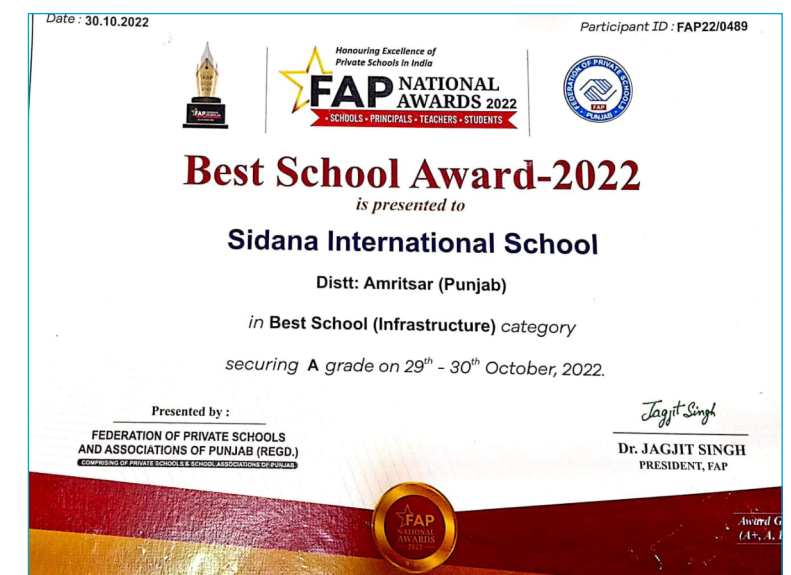 Date : 30.10.2022
Participant ID : FAP22/0489
Honouring Excellence of
Private Schools in India
FAP NATIONAL
AWARDS 2022
• SCHOOLS • PRINCIPALS • TEACHERS • STUDENTS
FAP
FEDERATION OF PRIVATE SCHOOLS
FAP
• PUNJAB •
Best School Award-2022
is presented to
Sidana International School
Distt: Amritsar (Punjab)
in Best School (Infrastructure) category
securing A grade on 29th - 30th October, 2022.
Presented by :
FEDERATION OF PRIVATE SCHOOLS
AND ASSOCIATIONS OF PUNJAB (REGD.)
COMPRISING OF PRIVATE SCHOOLS & SCHOOL ASSOCIATIONS OF PUNJAB
Jagjit Singh
Dr. JAGJIT SINGH
PRESIDENT, FAP
FAP
NATIONAL
AWARDS
2022
Award G
(A+, A,